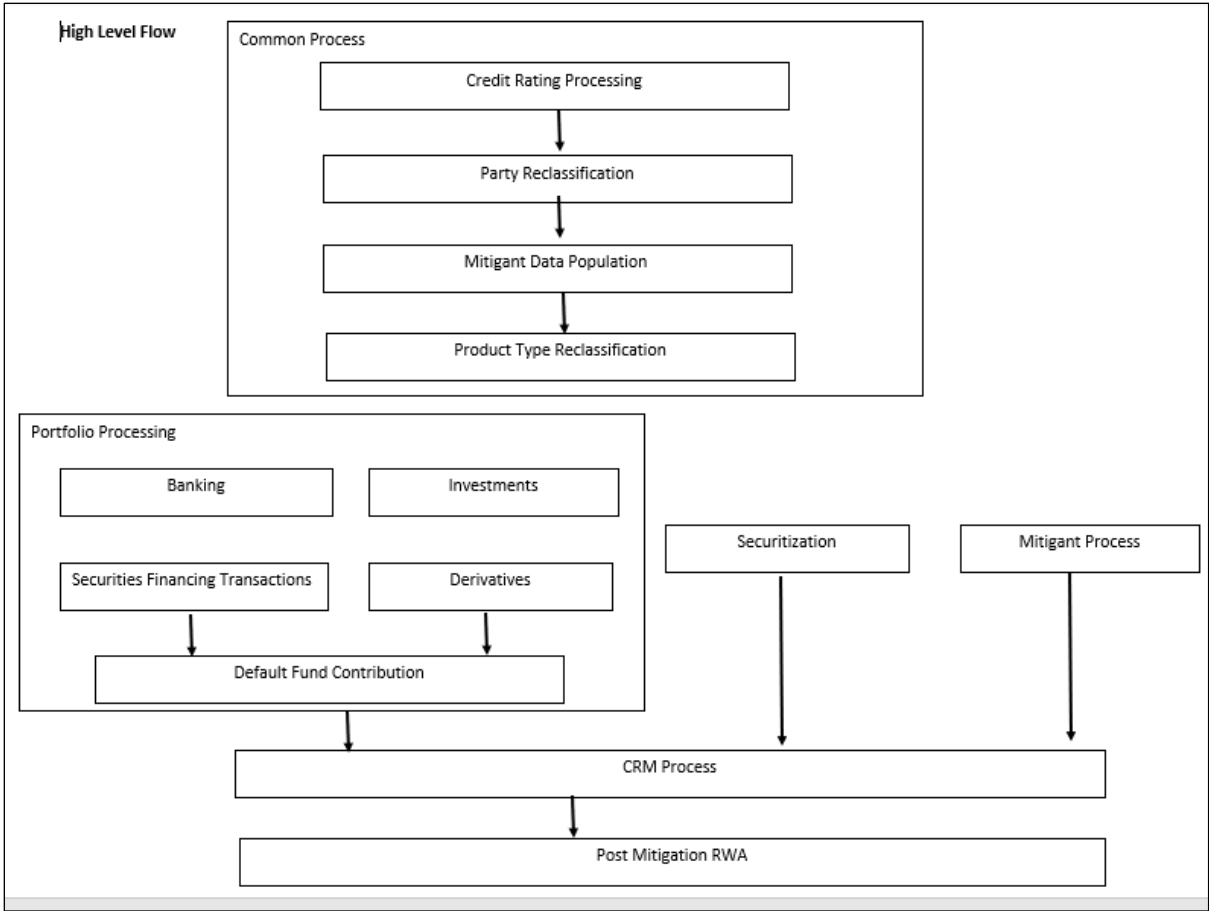 High Level Flow
Common Process
Credit Rating Processing
Party Reclassification
Mitigant Data Population
Product Type Reclassification
Portfolio Processing
Banking
Investments
Securitization
Mitigant Process
Securities Financing Transactions
Derivatives
Default Fund Contribution
CRM Process
Post Mitigation RWA